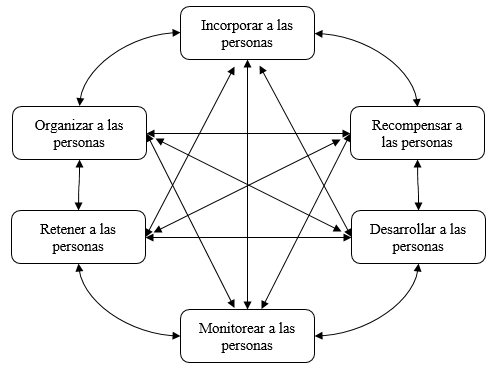 Incorporar a las
personas
Organizar a las
personas
Recompensar a
las personas
Retener a las
personas
Desarrollar a las
personas
Monitorear a las
personas